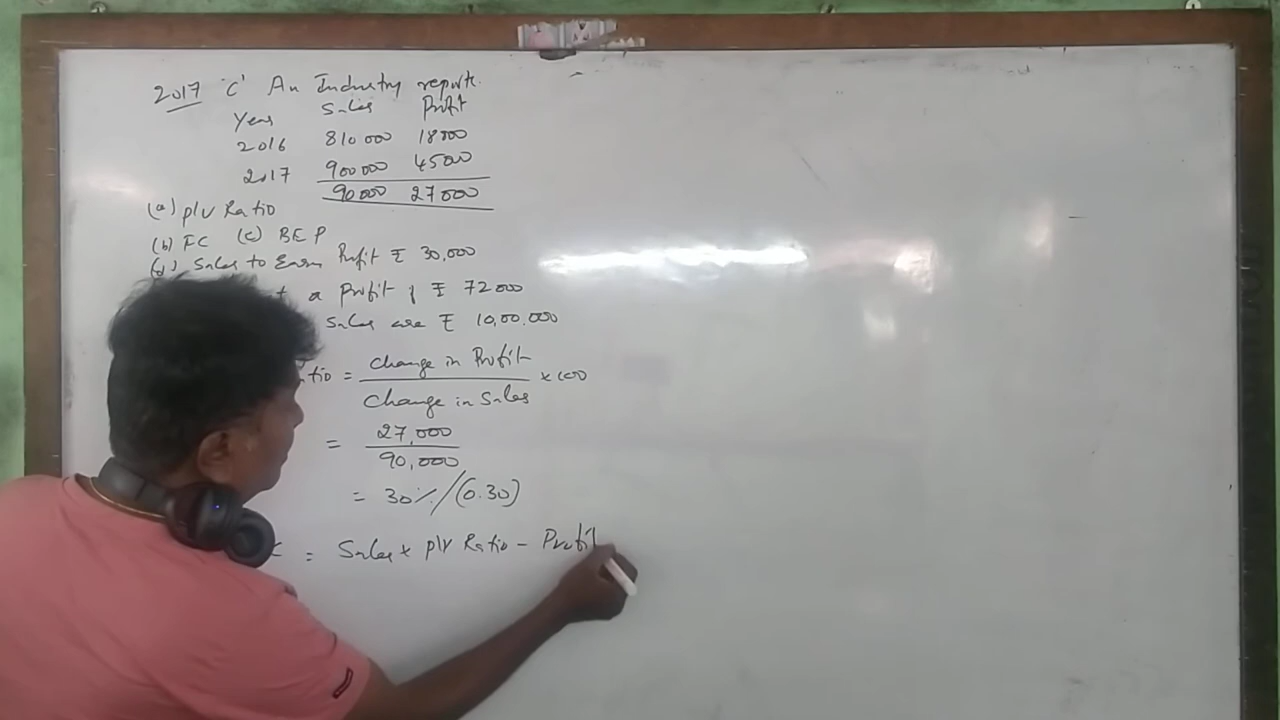 2017 'C' An Industry reports.
Year Sales Profit
2016 810000 18000
2017 900000 45000
90000 27000
(a) P/V Ratio
(b) FC (c) BEP
(d) Sales to Earn Profit ₹ 30,000
a Profit of ₹ 72000
Sales are ₹ 10,00,000
= Change in Profit × 100
Change in Sales
= 27,000
90,000
= 30% / (0.30)
= Sales × P/V Ratio - Profit